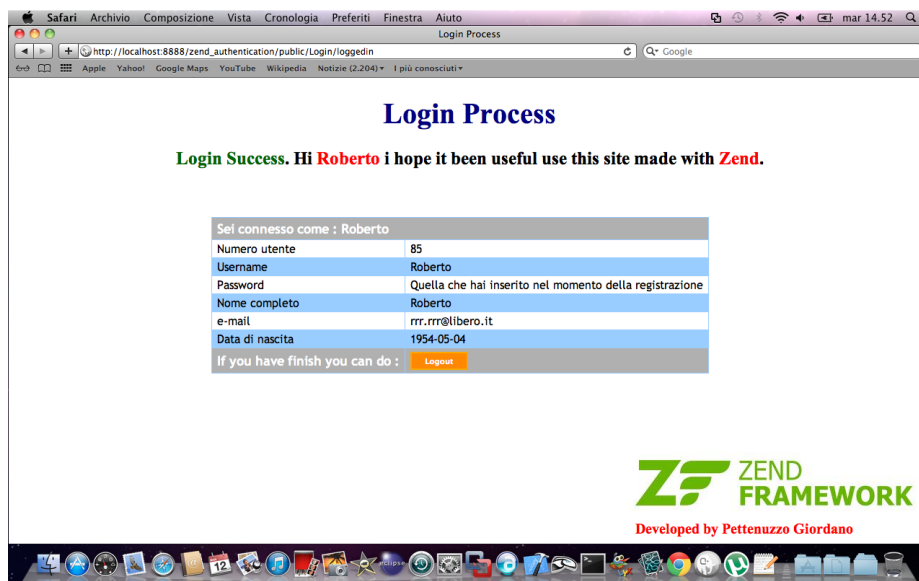 Safari Archivio Composizione Vista Cronologia Preferiti Finestra Aiuto mar 14.52
Login Process
http://localhost:8888/zend_authentication/public/Login/loggedin Google
Apple Yahoo! Google Maps YouTube Wikipedia Notizie (2.204) I più conosciuti
Login Process
Login Success. Hi Roberto i hope it been useful use this site made with Zend.
Sei connesso come : Roberto
Numero utente 85
Username Roberto
Password Quella che hai inserito nel momento della registrazione
Nome completo Roberto
e-mail rrr.rrr@libero.it
Data di nascita 1954-05-04
If you have finish you can do : Logout
ZF ZEND
FRAMEWORK
Developed by Pettenuzzo Giordano
12
eclipse